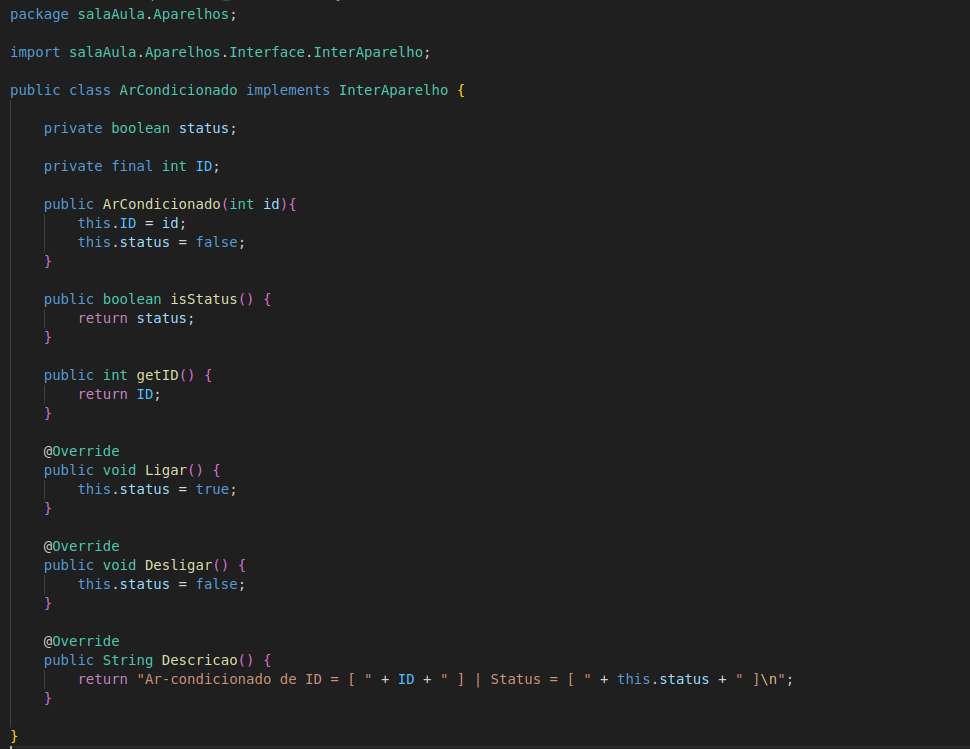 package salaAula.Aparelhos;
import salaAula.Aparelhos.Interface.InterAparelho;
public class ArCondicionado implements InterAparelho {
private boolean status;
private final int ID;
public ArCondicionado(int id){
this.ID = id;
this.status = false;
}
public boolean isStatus() {
return status;
}
public int getID() {
return ID;
}
@Override
public void Ligar() {
this.status = true;
}
@Override
public void Desligar() {
this.status = false;
}
@Override
public String Descricao() {
return "Ar-condicionado de ID = [ " + ID + " ] | Status = [ " + this.status + " ]\n";
}
}